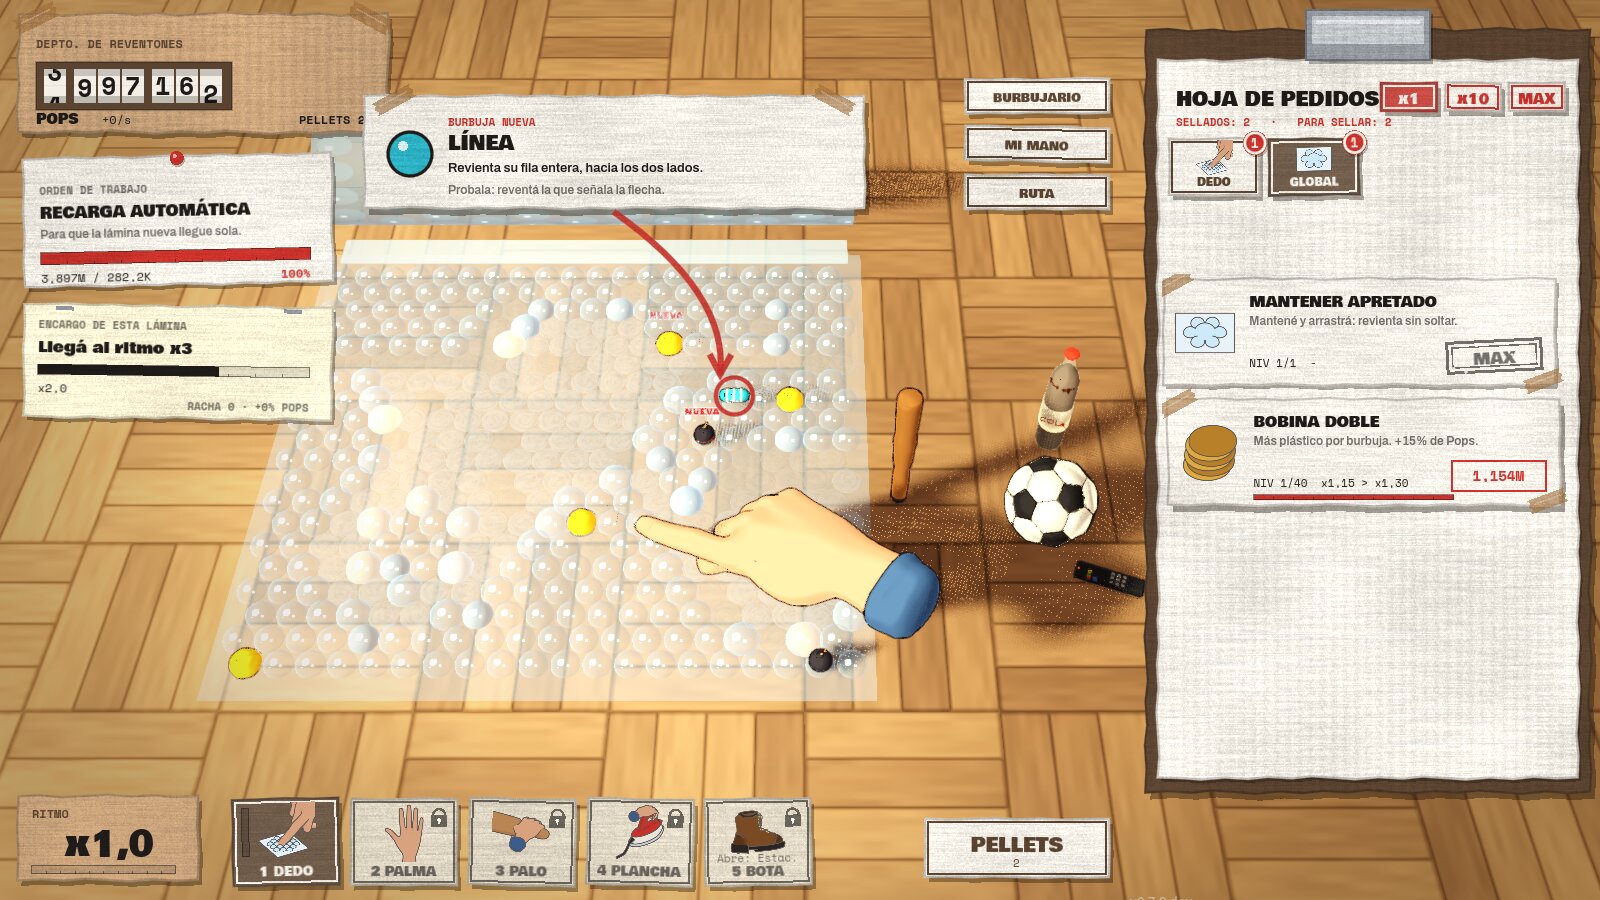 DEPTO. DE REVENTONES
997162
POPS +0/s PELLETS 2
ORDEN DE TRABAJO
RECARGA AUTOMÁTICA
Para que la lámina nueva llegue sola.
3.897M / 282.2K 100%
ENCARGO DE ESTA LÁMINA
Llegá al ritmo x3
x2.0
RACHA 0 · +0% POPS
BURBUJA NUEVA
LÍNEA
Revienta su fila entera, hacia los dos lados.
Probala: reventá la que señala la flecha.
NUEVA
NUEVA
COLA
BURBUJARIO
MI MANO
RUTA
HOJA DE PEDIDOS x1 x10 MAX
SELLADOS: 2 · PARA SELLAR: 2
1 1
DEDO GLOBAL
MANTENER APRETADO
Mantené y arrastrá: revienta sin soltar.
NIV 1/1 - MAX
BOBINA DOBLE
Más plástico por burbuja. +15% de Pops.
NIV 1/40 x1,15 > x1,30 1,154M
RITMO
x1,0
1 DEDO
2 PALMA
3 PALO
4 PLANCHA
Abre: Estac.
5 BOTA
PELLETS
2